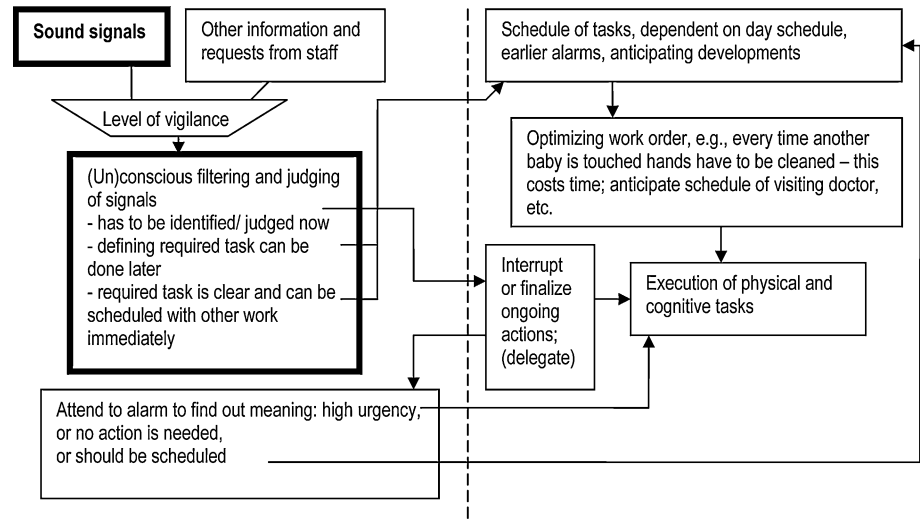 Sound signals
Other information and
requests from staff
Level of vigilance
(Un)conscious filtering and judging
of signals
- has to be identified/ judged now
- defining required task can be
done later
- required task is clear and can be
scheduled with other work
immediately
Attend to alarm to find out meaning: high urgency,
or no action is needed,
or should be scheduled
Schedule of tasks, dependent on day schedule,
earlier alarms, anticipating developments
Optimizing work order, e.g., every time another
baby is touched hands have to be cleaned – this
costs time; anticipate schedule of visiting doctor,
etc.
Interrupt
or finalize
ongoing
actions;
(delegate)
Execution of physical and
cognitive tasks